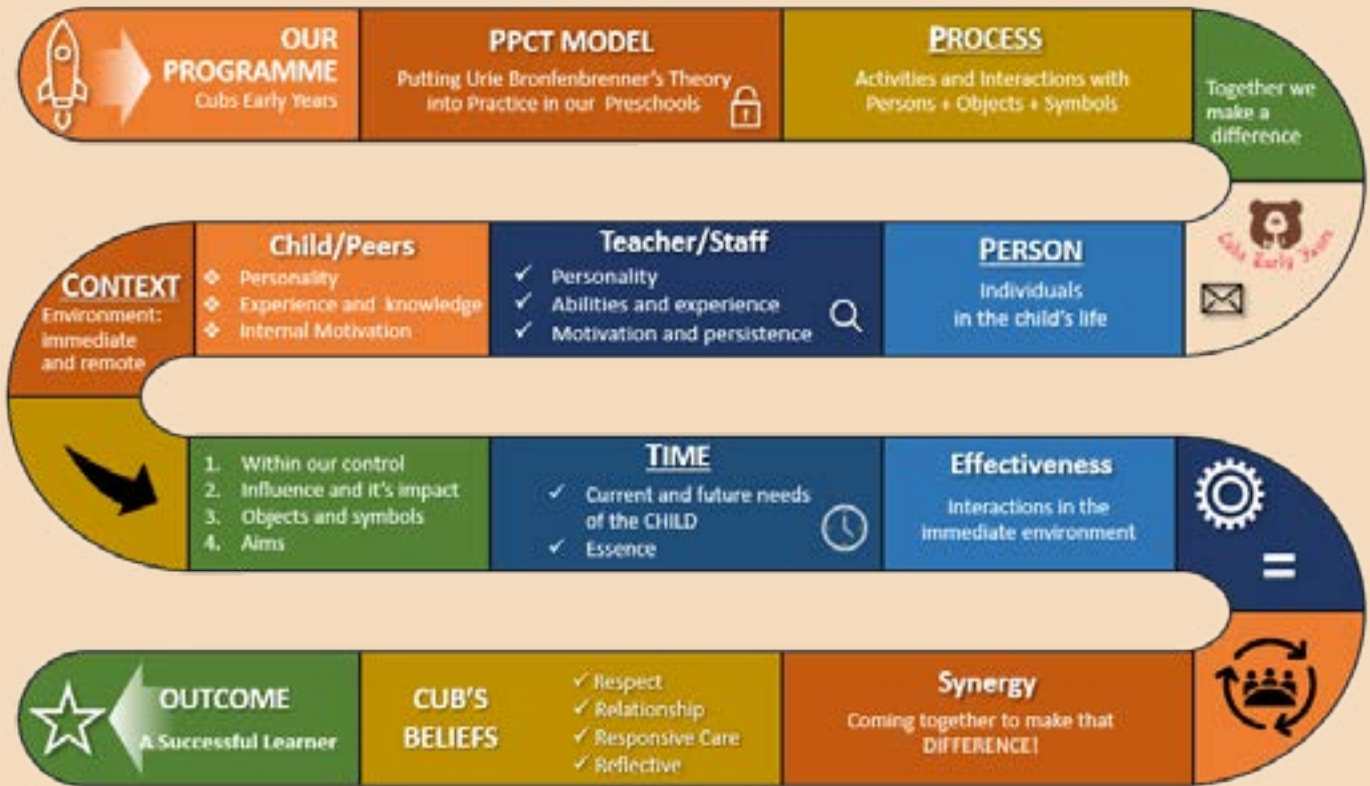 OUR
PROGRAMME
Cubs Early Years
PPCT MODEL
Putting Urie Bronfenbrenner's Theory
into Practice in our Preschools
PROCESS
Activities and Interactions with
Persons + Objects + Symbols
Together we
make a
difference
Cubs Early Years
PERSON
Individuals
in the child's life
Teacher/Staff
✓ Personality
✓ Abilities and experience
✓ Motivation and persistence
Child/Peers
❖ Personality
❖ Experience and knowledge
❖ Internal Motivation
CONTEXT
Environment:
immediate
and remote
1. Within our control
2. Influence and it's impact
3. Objects and symbols
4. Aims
TIME
✓ Current and future needs
of the CHILD
✓ Essence
Effectiveness
Interactions in the
immediate environment
=
Synergy
Coming together to make that
DIFFERENCE!
CUB'S
BELIEFS
✓ Respect
✓ Relationship
✓ Responsive Care
✓ Reflective
OUTCOME
A Successful Learner